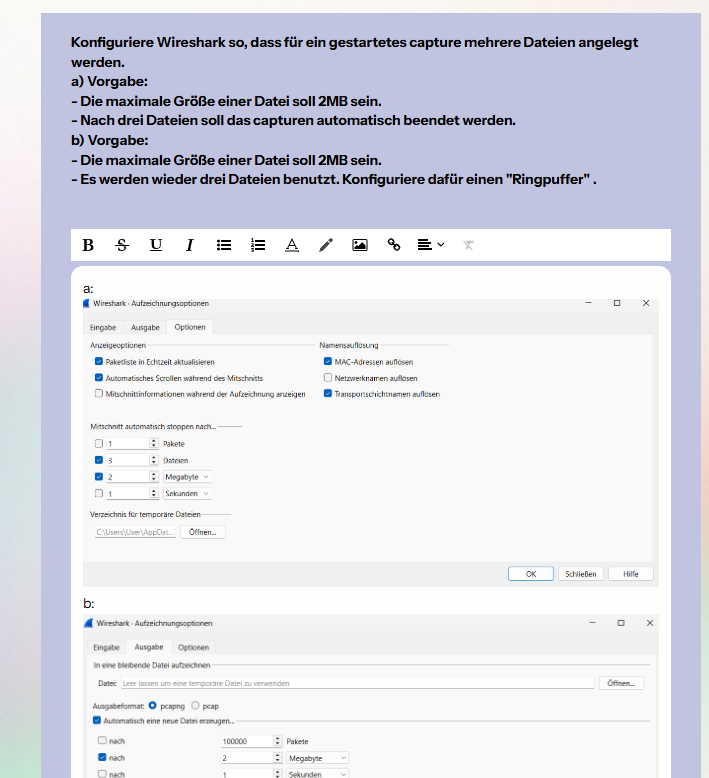 Konfiguriere Wireshark so, dass für ein gestartetes capture mehrere Dateien angelegt
werden.
a) Vorgabe:
- Die maximale Größe einer Datei soll 2MB sein.
- Nach drei Dateien soll das capturen automatisch beendet werden.
b) Vorgabe:
- Die maximale Größe einer Datei soll 2MB sein.
- Es werden wieder drei Dateien benutzt. Konfiguriere dafür einen "Ringpuffer" .
B S U I A
a:
Wireshark · Aufzeichnungsoptionen
Eingabe Ausgabe Optionen
Anzeigeoptionen Namensauflösung
Paketliste in Echtzeit aktualisieren MAC-Adressen auflösen
Automatisches Scrollen während des Mitschnitts Netzwerknamen auflösen
Mitschnittinformationen während der Aufzeichnung anzeigen Transportschichtnamen auflösen
Mitschnitt automatisch stoppen nach...
1 Pakete
3 Dateien
2 Megabyte
1 Sekunden
Verzeichnis für temporäre Dateien
C:\Users\User\AppDat... Öffnen...
OK Schließen Hilfe
b:
Wireshark · Aufzeichnungsoptionen
Eingabe Ausgabe Optionen
In eine bleibende Datei aufzeichnen
Datei: Leer lassen um eine temporäre Datei zu verwenden Öffnen...
Ausgabeformat: pcapng pcap
Automatisch eine neue Datei erzeugen...
nach 100000 Pakete
nach 2 Megabyte
nach 1 Sekunden